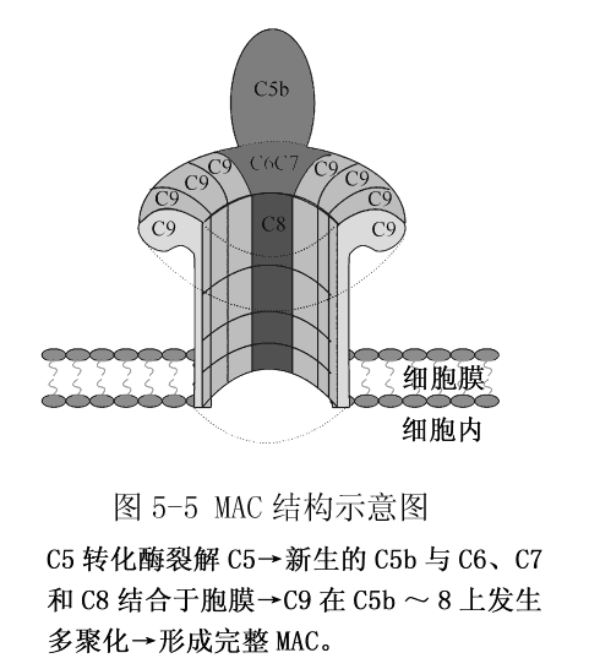 C5b
C9 C6C7 C9
C9 C9
C9 C9
C9 C8 C9
细胞膜
细胞内
图 5-5 MAC 结构示意图
C5 转化酶裂解 C5→新生的 C5b 与 C6、C7
和 C8 结合于胞膜→C9 在 C5b ～ 8 上发生
多聚化→形成完整 MAC。